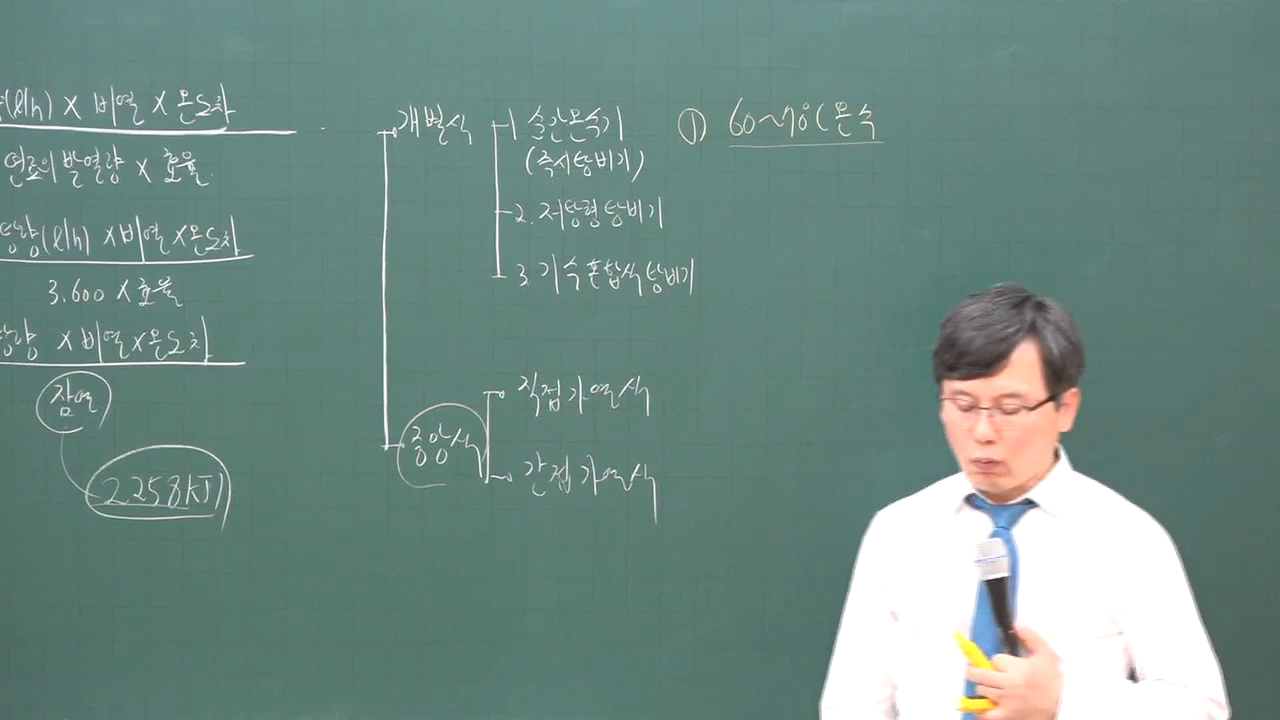 (l/h) × 비열 × 온도차
연료의 발열량 × 효율
탕량(l/h) × 비열 × 온도차
3.600 × 효율
탕량 × 비열 × 온도차
잠열
2258kJ
개별식
1. 순간온수기
(즉시탕비기)
2. 저탕형탕비기
3. 기수혼합식탕비기
중앙식
직접가열식
간접가열식
① 60~70℃ 온수